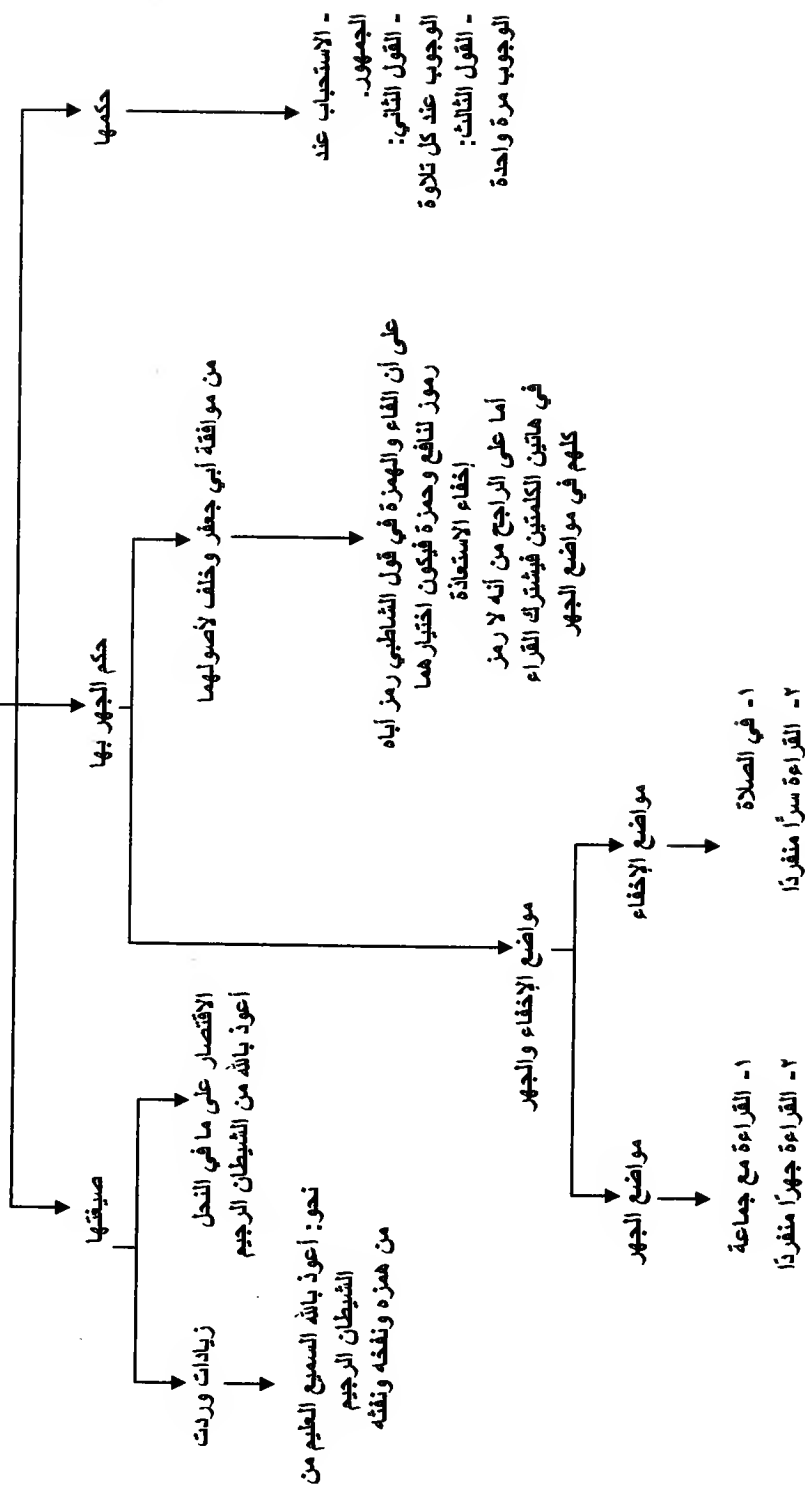 حكمها
- الاستحباب عند
الجمهور.
- القول الثاني:
الوجوب عند كل تلاوة
- القول الثالث:
الوجوب مرة واحدة
حكم الجهر بها
من موافقة أبي جعفر وخلف لأصولهما
على أن الفاء والهمزة في قول الشاطبي رمز أباه
رموز لنافع وحمزة فيكون اختيارهما
إخفاء الاستعاذة
أما على الراجح من أنه لا رمز
في هاتين الكلمتين فيشترك القراء
كلهم في مواضع الجهر
مواضع الإخفاء والجهر
مواضع الإخفاء
١- في الصلاة
٢- القراءة سرًا منفردًا
مواضع الجهر
١- القراءة مع جماعة
٢- القراءة جهرًا منفردًا
صيغتها
الاقتصار على ما في النحل
أعوذ بالله من الشيطان الرجيم
زيادات وردت
نحو: أعوذ بالله السميع العليم من
الشيطان الرجيم
من همزه ونفخه ونفثه